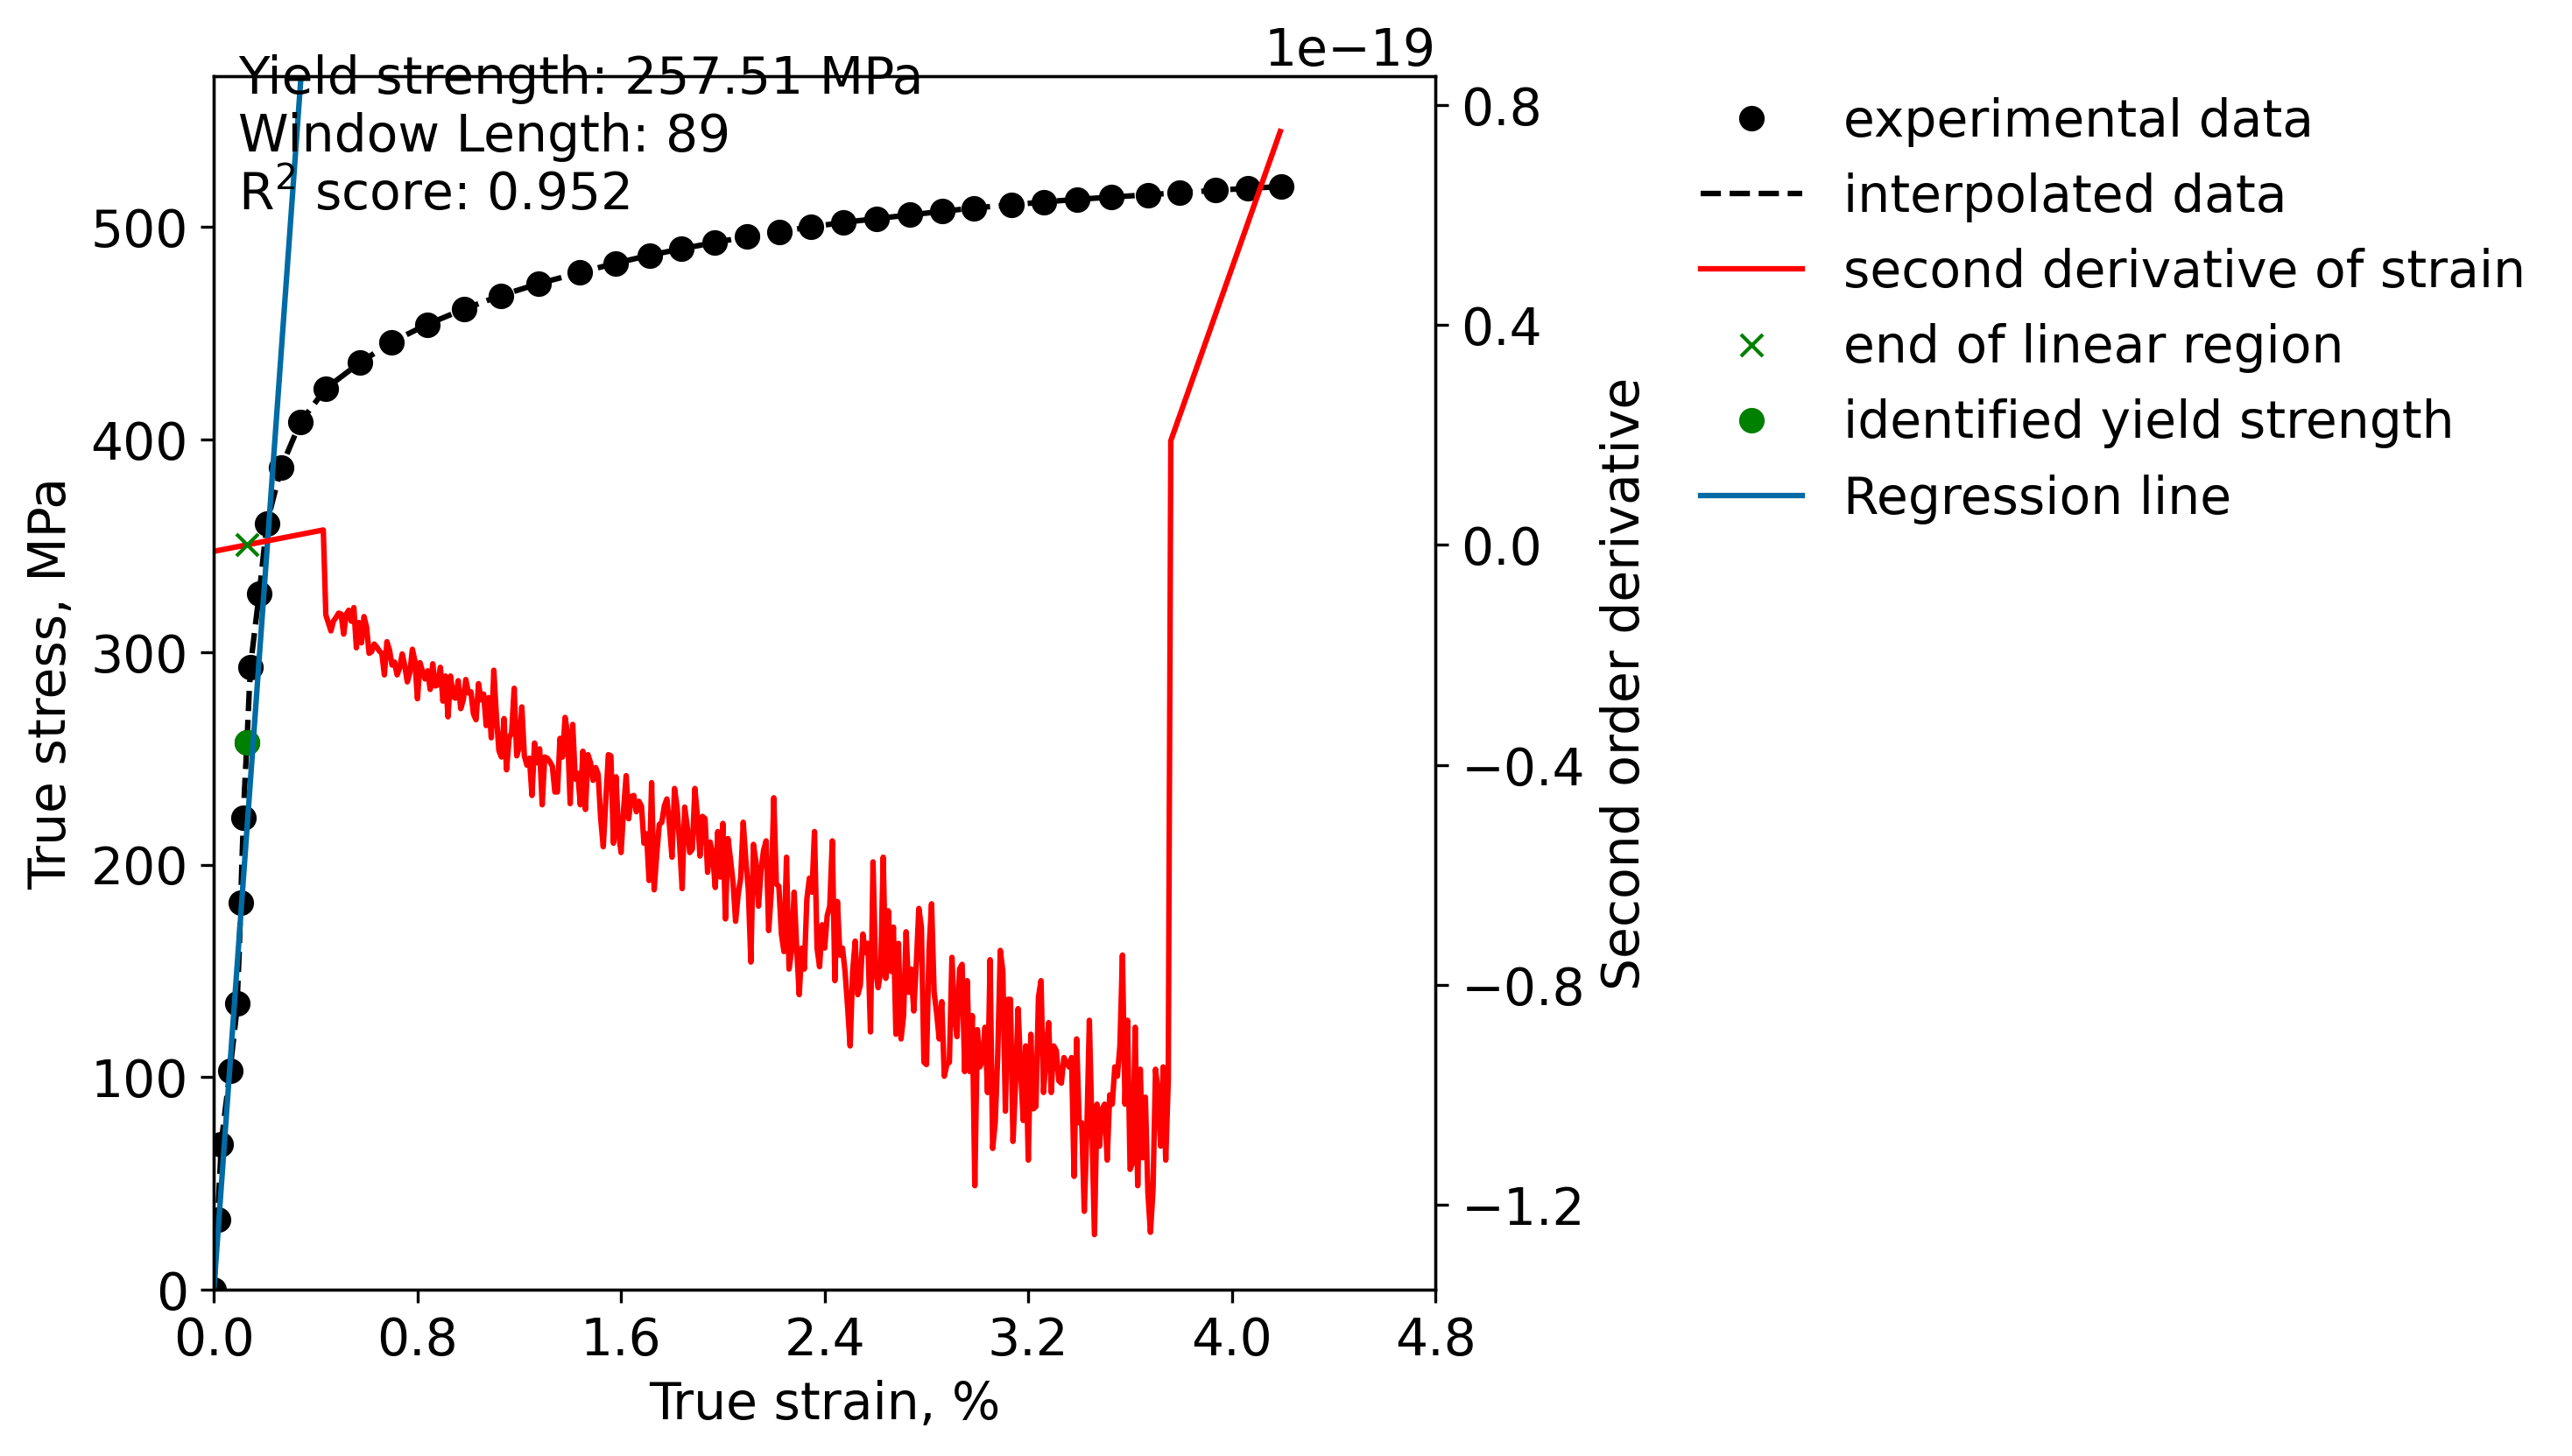 1e−19
Yield strength: 257.51 MPa
Window Length: 89
R² score: 0.952
500
400
300
200
100
0
True stress, MPa
0.0
0.8
1.6
2.4
3.2
4.0
4.8
True strain, %
0.8
0.4
0.0
−0.4
−0.8
−1.2
Second order derivative
experimental data
interpolated data
second derivative of strain
end of linear region
identified yield strength
Regression line